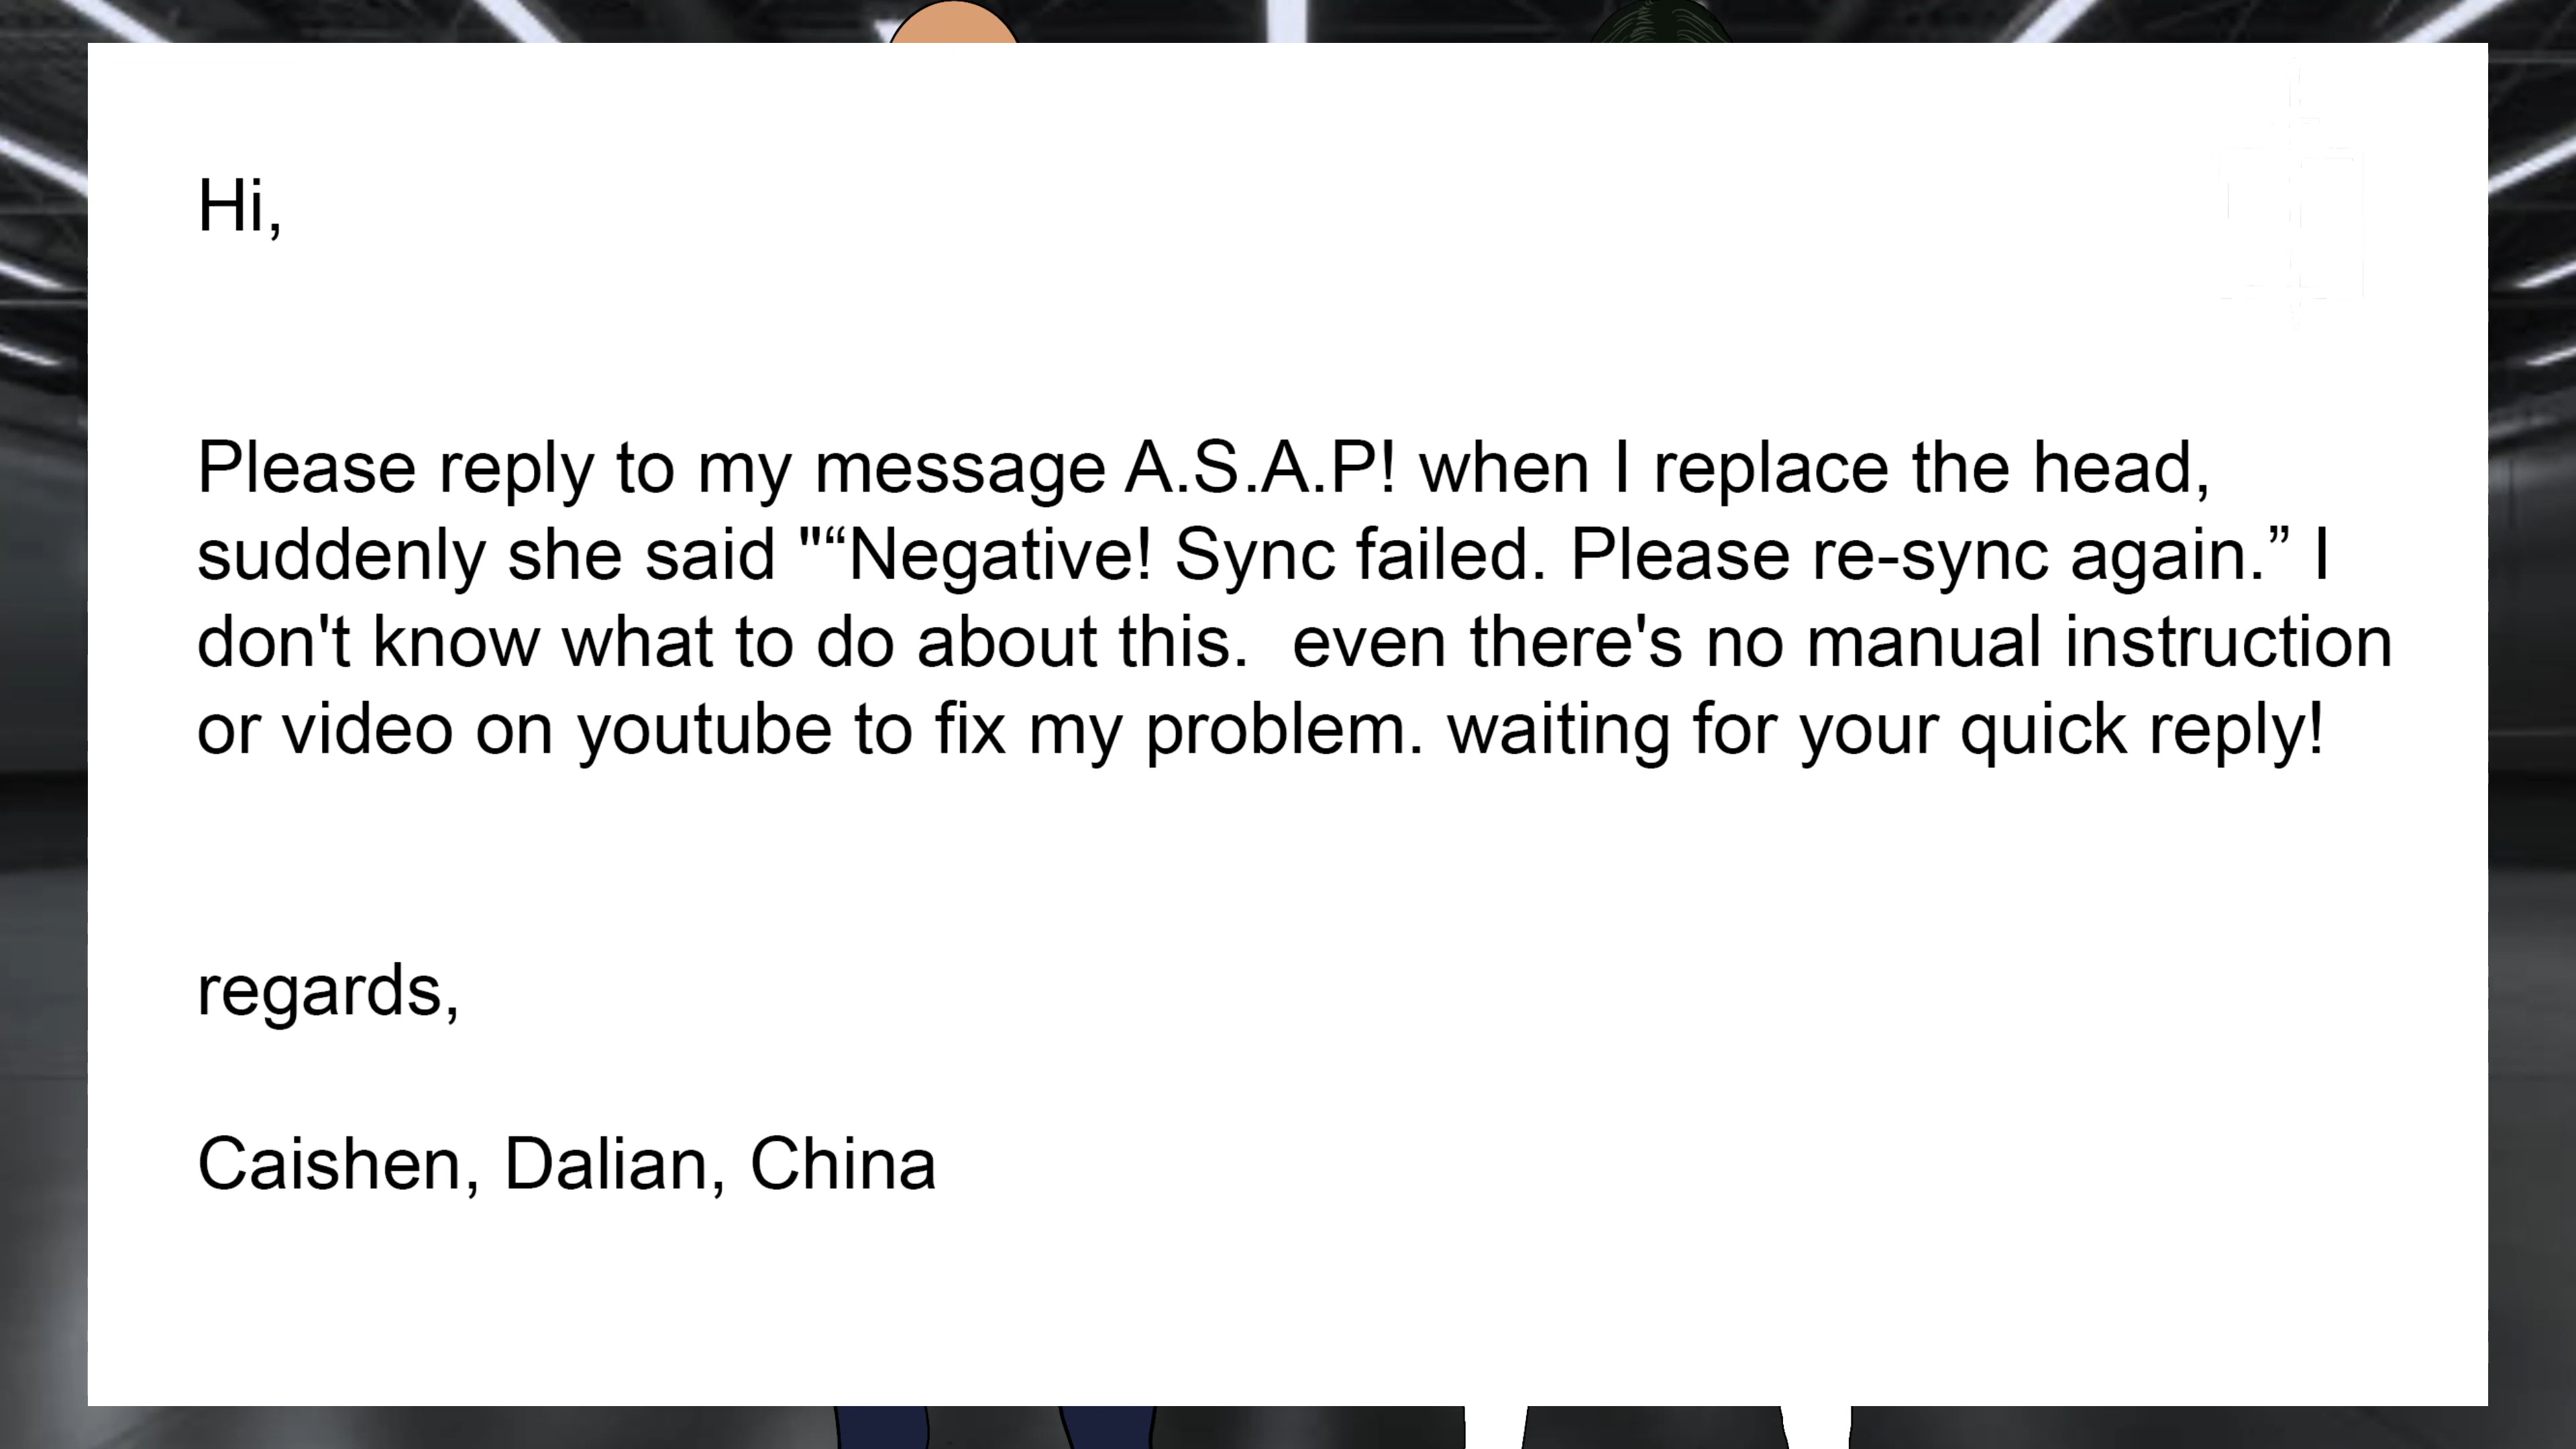 Hi,
Please reply to my message A.S.A.P! when I replace the head,
suddenly she said "“Negative! Sync failed. Please re-sync again.” I
don't know what to do about this.  even there's no manual instruction
or video on youtube to fix my problem. waiting for your quick reply!
regards,
Caishen, Dalian, China